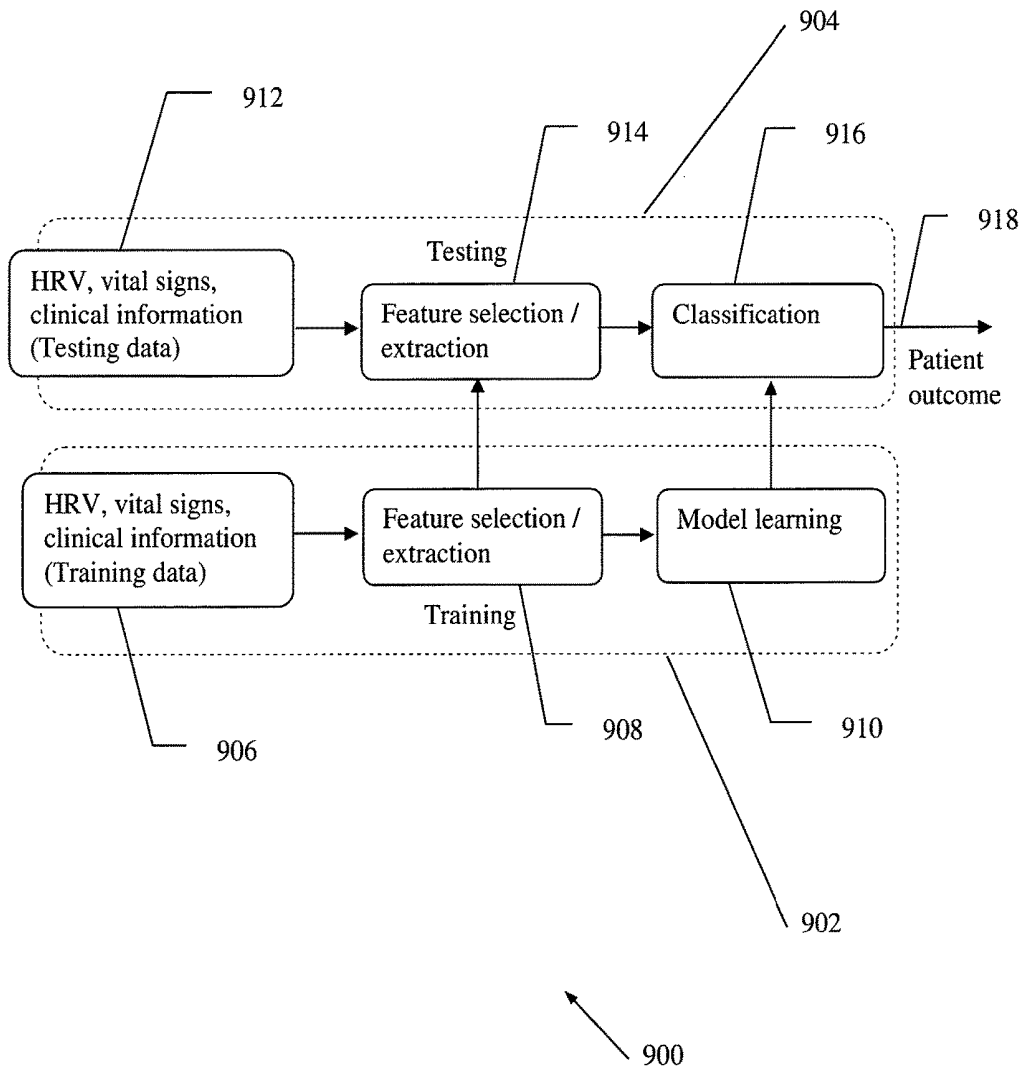 904
912
914
916
918
Testing
HRV, vital signs,
clinical information
(Testing data)
Feature selection /
extraction
Classification
Patient
outcome
HRV, vital signs,
clinical information
(Training data)
Feature selection /
extraction
Model learning
Training
906
908
910
902
900